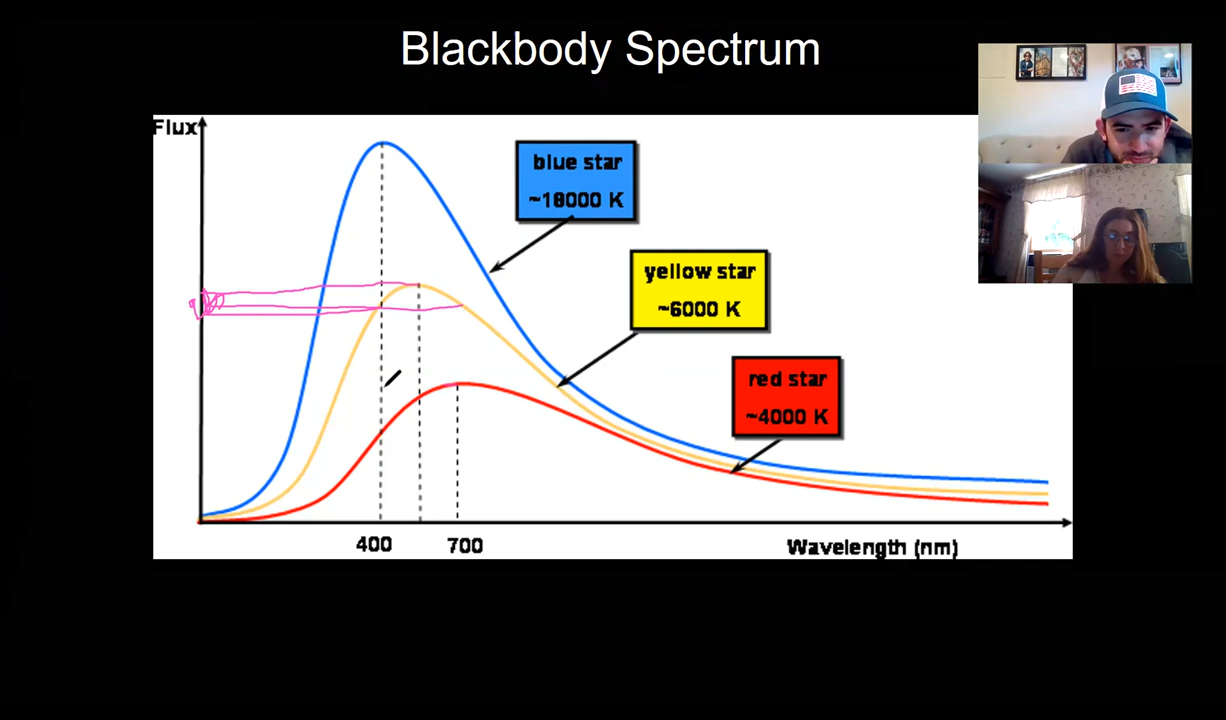 Blackbody Spectrum
Flux
blue star
~18000 K
yellow star
~6000 K
red star
~4000 K
400
700
Wavelength (nm)